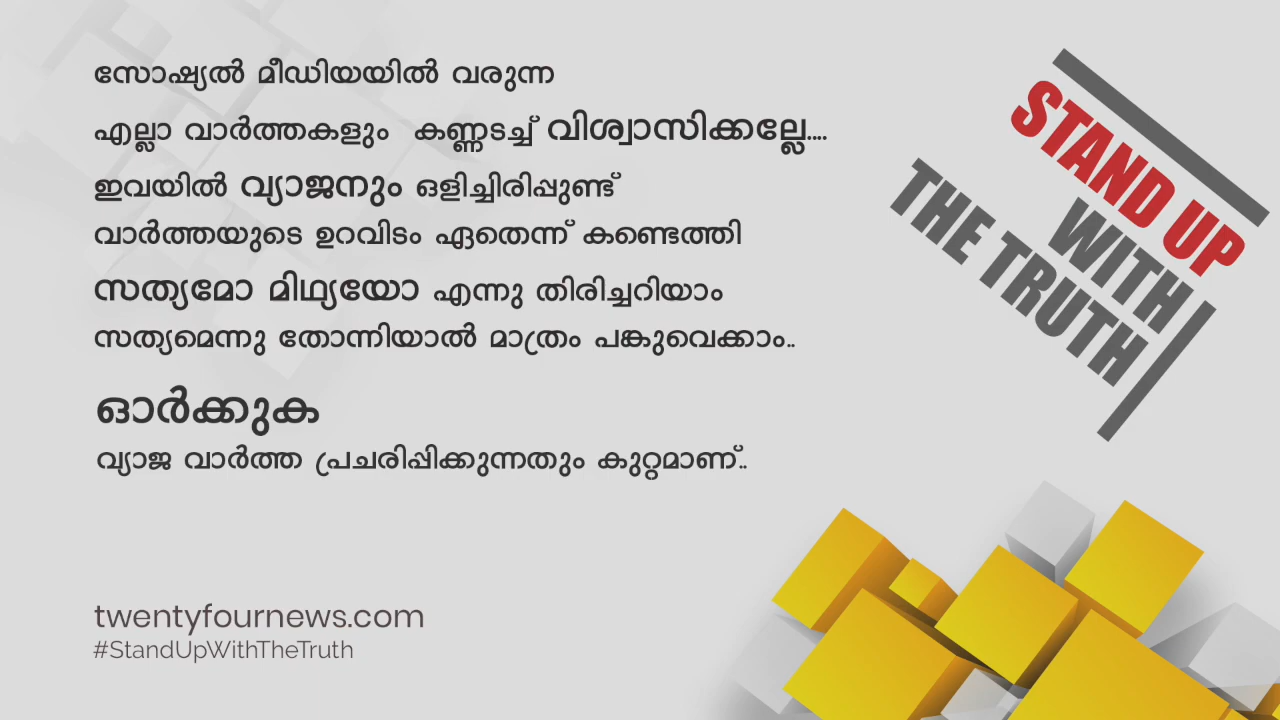 സോഷ്യൽ മീഡിയയിൽ വരുന്ന
എല്ലാ വാർത്തകളും കണ്ണടച്ച് വിശ്വാസിക്കല്ലേ....
ഇവയിൽ വ്യാജനും ഒളിച്ചിരിപ്പുണ്ട്
വാർത്തയുടെ ഉറവിടം ഏതെന്ന് കണ്ടെത്തി
സത്യമോ മിഥ്യയോ എന്നു തിരിച്ചറിയാം
സത്യമെന്നു തോന്നിയാൽ മാത്രം പങ്കുവെക്കാം..
ഓർക്കുക
വ്യാജ വാർത്ത പ്രചരിപ്പിക്കുന്നതും കുറ്റമാണ്..
twentyfournews.com
#StandUpWithTheTruth
STAND UP
WITH
THE TRUTH